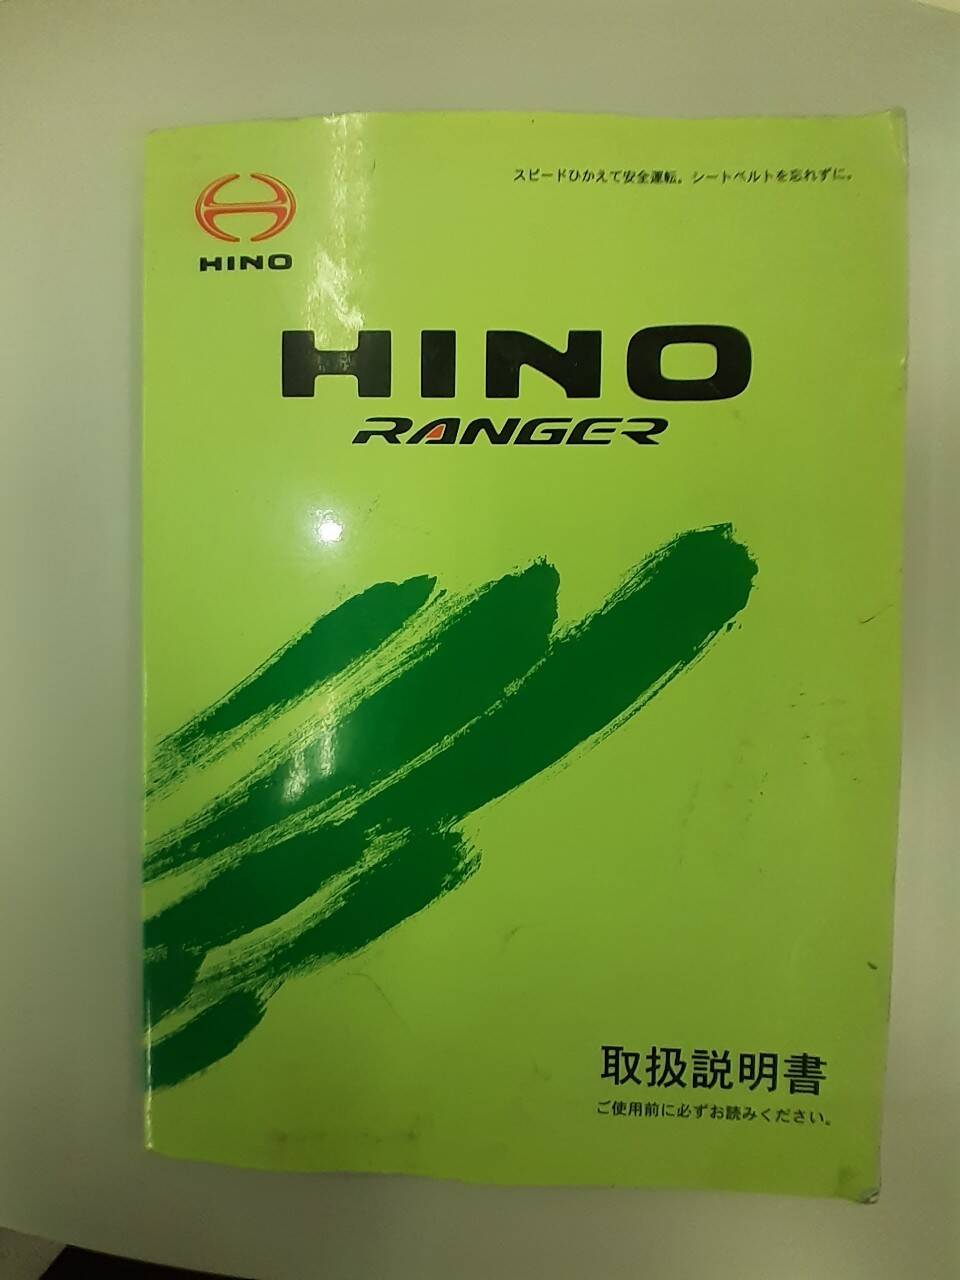 スピードひかえて安全運転。シートベルトを忘れずに。
HINO
HINO
RANGER
取扱説明書
ご使用前に必ずお読みください。